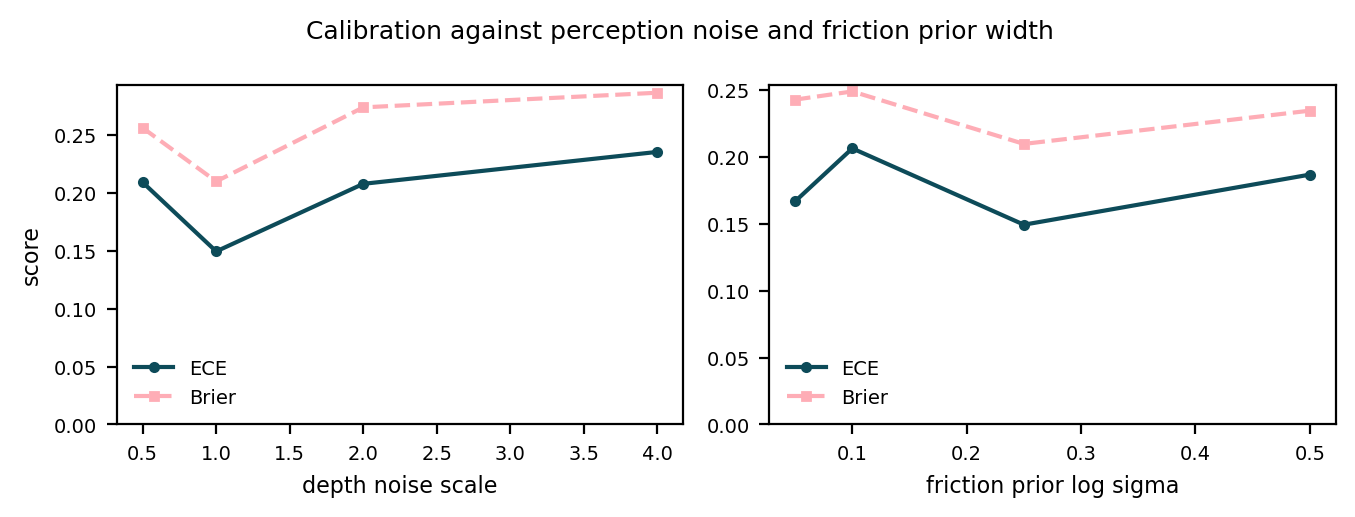 Calibration against perception noise and friction prior width
score
0.25
0.20
0.15
0.10
0.05
0.00
ECE
Brier
0.5 1.0 1.5 2.0 2.5 3.0 3.5 4.0
depth noise scale
0.25
0.20
0.15
0.10
0.05
0.00
ECE
Brier
0.1 0.2 0.3 0.4 0.5
friction prior log sigma